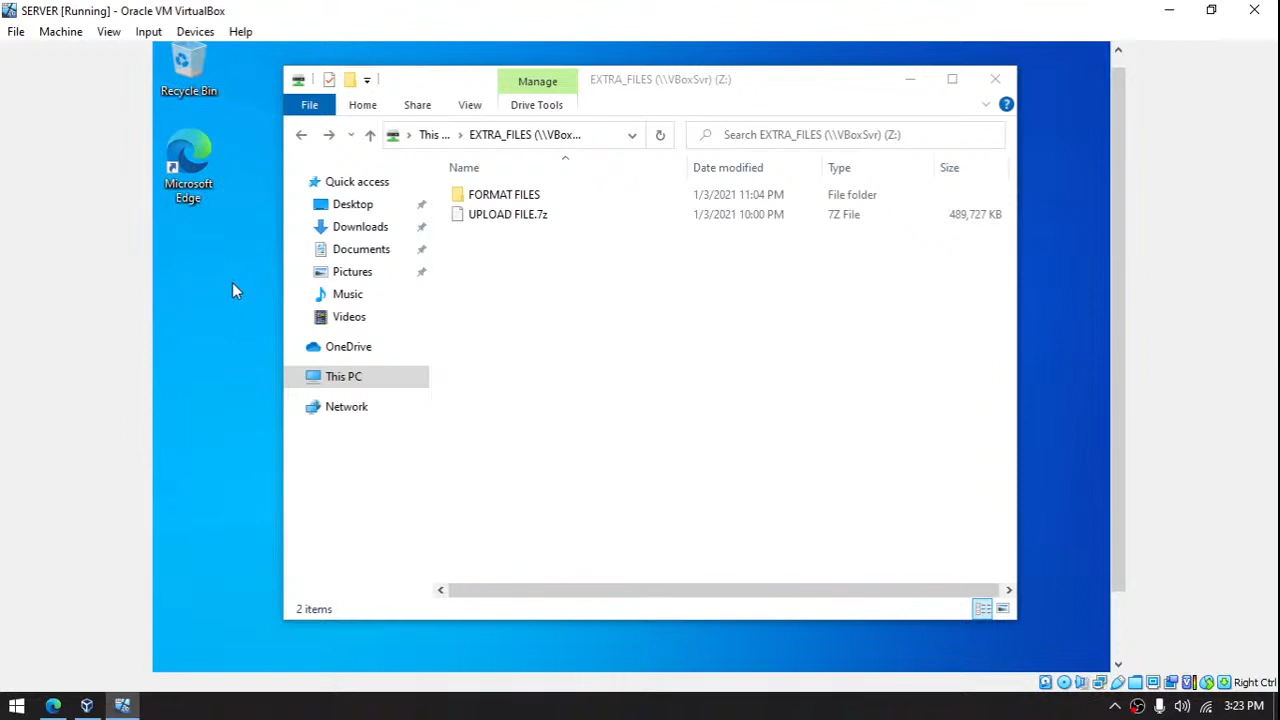 SERVER [Running] - Oracle VM VirtualBox
File Machine View Input Devices Help
Recycle Bin
Microsoft
Edge
Manage EXTRA_FILES (\\VBoxSvr) (Z:)
File Home Share View Drive Tools
This ... EXTRA_FILES (\\VBox... Search EXTRA_FILES (\\VBoxSvr) (Z:)
Name Date modified Type Size
FORMAT FILES 1/3/2021 11:04 PM File folder
UPLOAD FILE.7z 1/3/2021 10:00 PM 7Z File 489,727 KB
Quick access
Desktop
Downloads
Documents
Pictures
Music
Videos
OneDrive
This PC
Network
2 items
Right Ctrl
3:23 PM